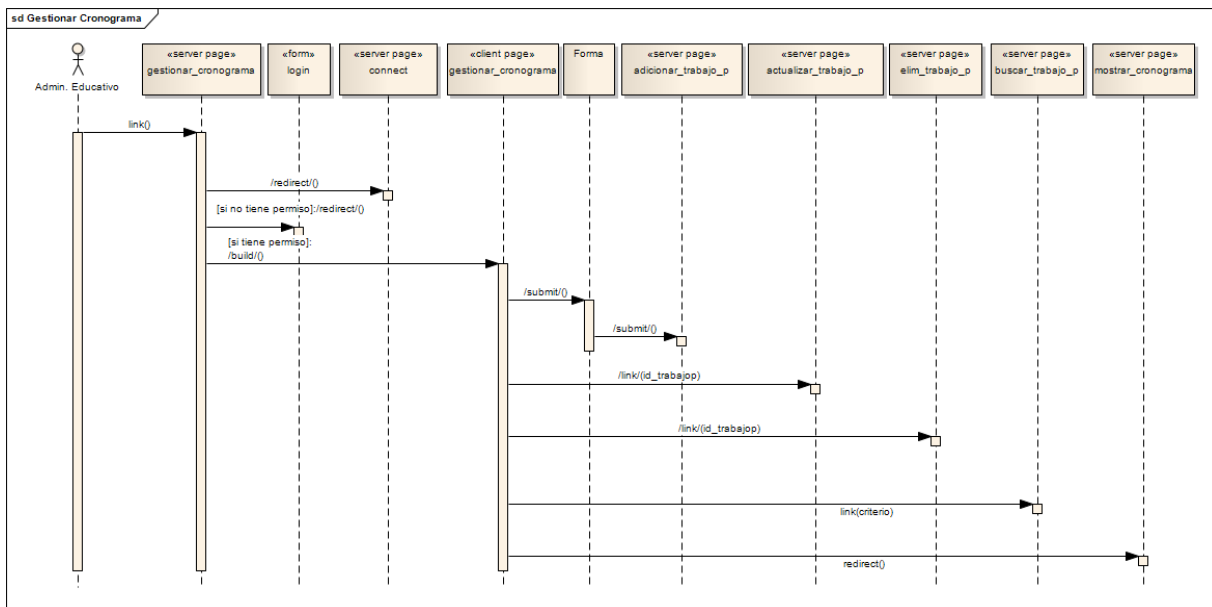 sd Gestionar Cronograma
Admin. Educativo
«server page»
gestionar_cronograma
«form»
login
«server page»
connect
«client page»
gestionar_cronograma
Forma
«server page»
adicionar_trabajo_p
«server page»
actualizar_trabajo_p
«server page»
elim_trabajo_p
«server page»
buscar_trabajo_p
«server page»
mostrar_cronograma
link()
/redirect/()
[si no tiene permiso]:/redirect/()
[si tiene permiso]:
/build/()
/submit/()
/submit/()
/link/(id_trabajop)
/link/(id_trabajop)
link(criterio)
redirect()